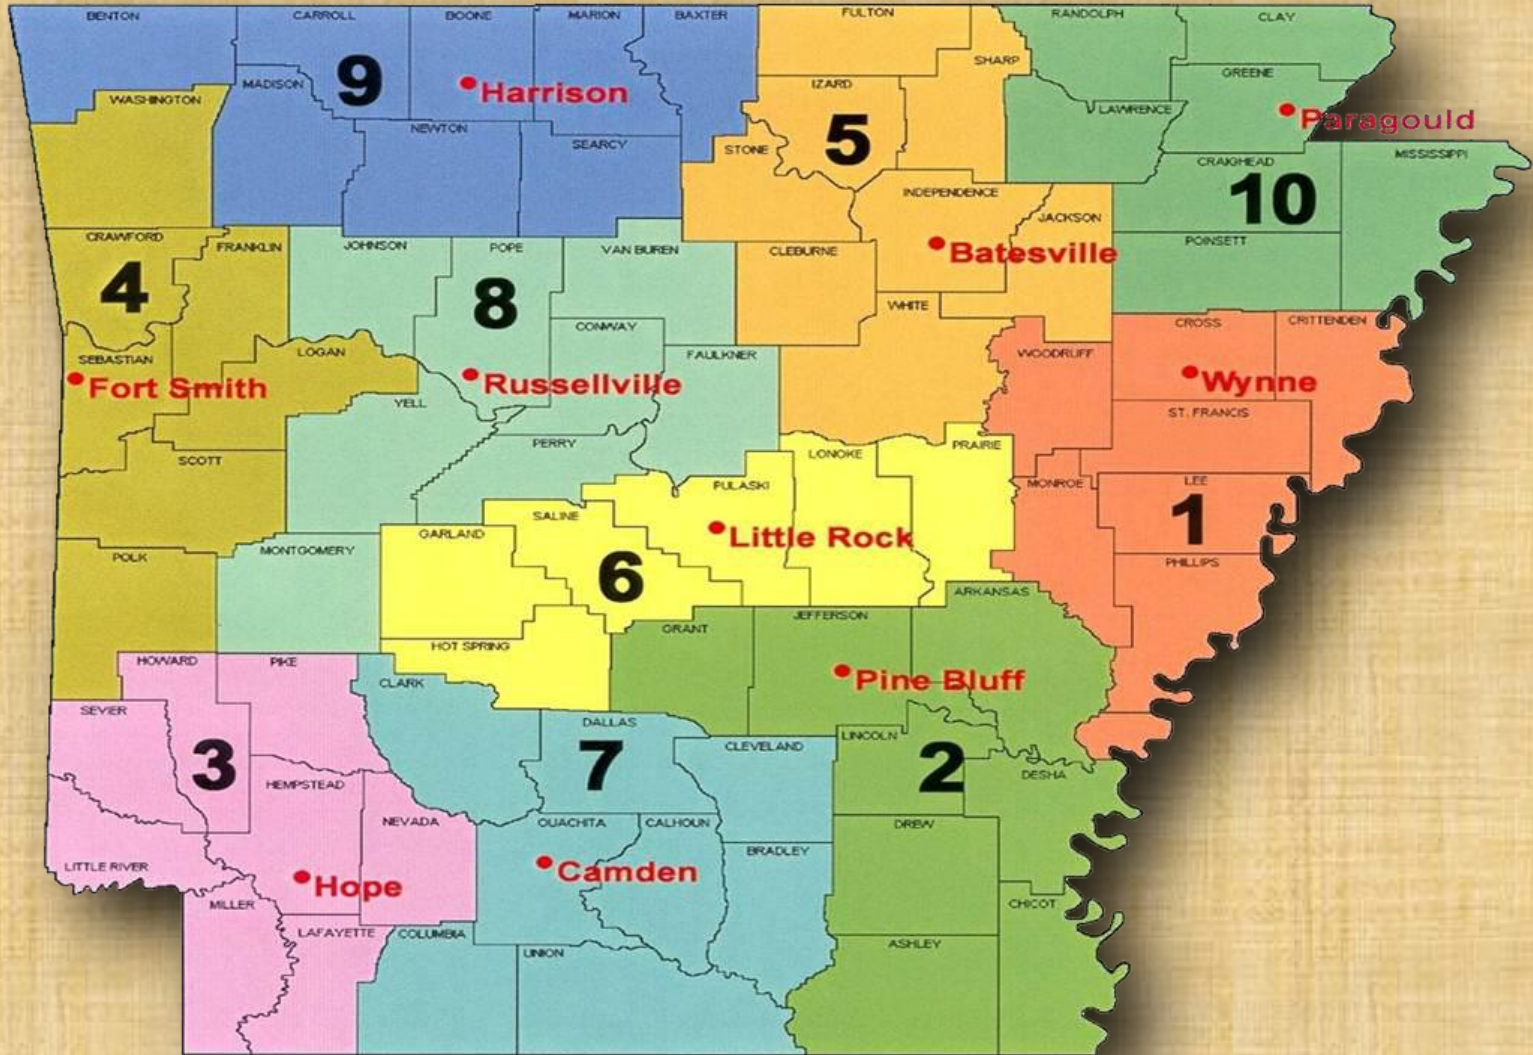 BENTON
CARROLL
BOONE
MARION
BAXTER
FULTON
SHARP
RANDOLPH
CLAY
WASHINGTON
MADISON
9
Harrison
IZARD
5
LAWRENCE
GREENE
Paragould
NEWTON
SEARCY
STONE
CRAIGHEAD
MISSISSIPPI
10
INDEPENDENCE
JACKSON
CRAWFORD
FRANKLIN
JOHNSON
POPE
VAN BUREN
CLEBURNE
Batesville
POINSETT
4
8
WHITE
CONWAY
CROSS
CRITTENDEN
SEBASTIAN
LOGAN
FAULKNER
WOODRUFF
Fort Smith
Russellville
Wynne
YELL
ST. FRANCIS
PERRY
LONOKE
PRAIRIE
SCOTT
PULASKI
MONROE
LEE
1
SALINE
GARLAND
Little Rock
POLK
MONTGOMERY
6
PHILLIPS
ARKANSAS
GRANT
JEFFERSON
HOT SPRING
HOWARD
PIKE
CLARK
Pine Bluff
SEVIER
DALLAS
3
7
CLEVELAND
LINCOLN
2
DESHA
HEMPSTEAD
NEVADA
OUACHITA
CALHOUN
DREW
LITTLE RIVER
Hope
Camden
BRADLEY
MILLER
CHICOT
LAFAYETTE
COLUMBIA
UNION
ASHLEY